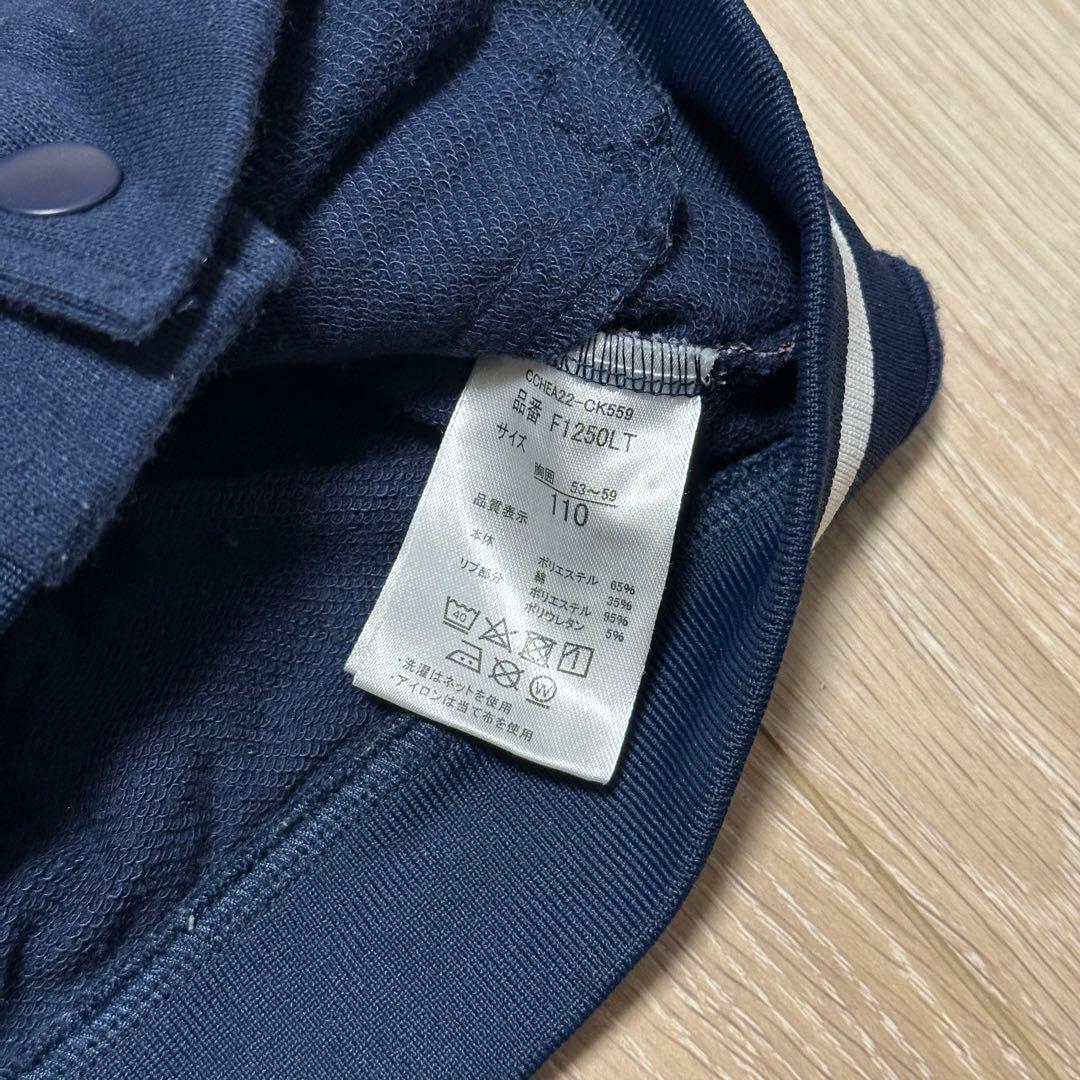 CCHEA22-CK559
品番 F1250LT
サイズ
胸囲 53～59
110
品質表示
本体 ポリエステル 65%
綿 35%
リブ部分 ポリエステル 95%
ポリウレタン 5%
40
1
W
・洗濯はネットを使用
・アイロンは当て布を使用